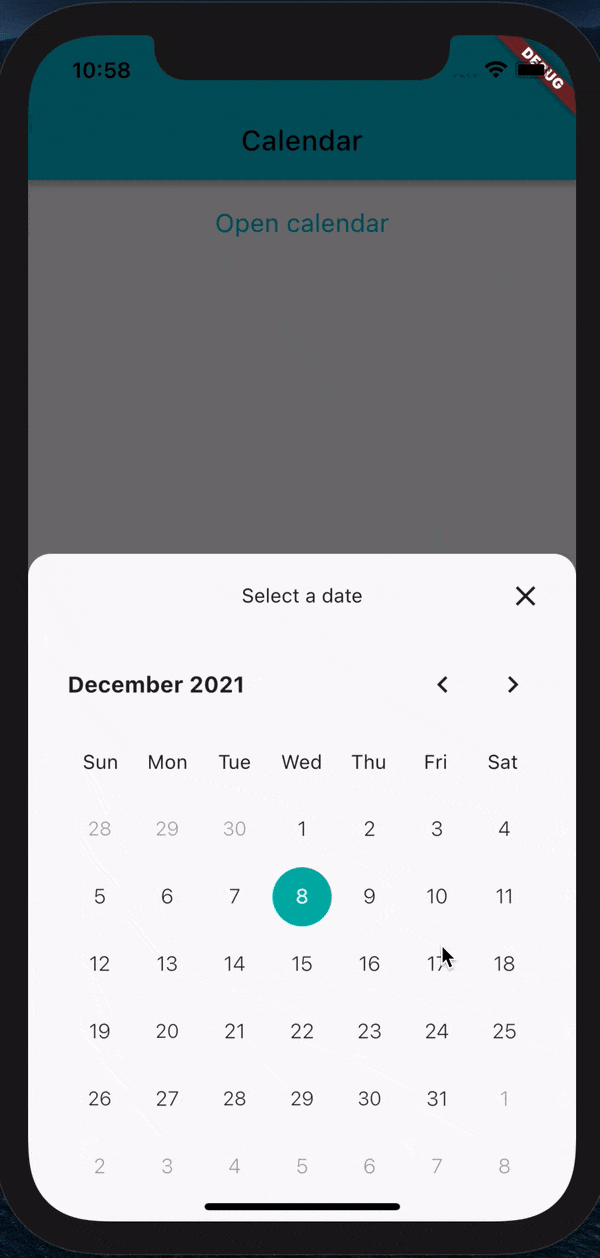 10:58
DEBUG
Calendar
Open calendar
Select a date
December 2021
Sun Mon Tue Wed Thu Fri Sat
28 29 30 1 2 3 4
5 6 7 8 9 10 11
12 13 14 15 16 17 18
19 20 21 22 23 24 25
26 27 28 29 30 31 1
2 3 4 5 6 7 8